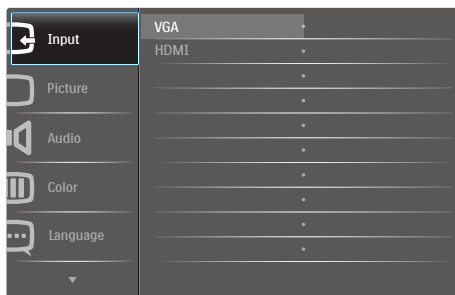 Input
VGA
HDMI
Picture
Audio
Color
Language